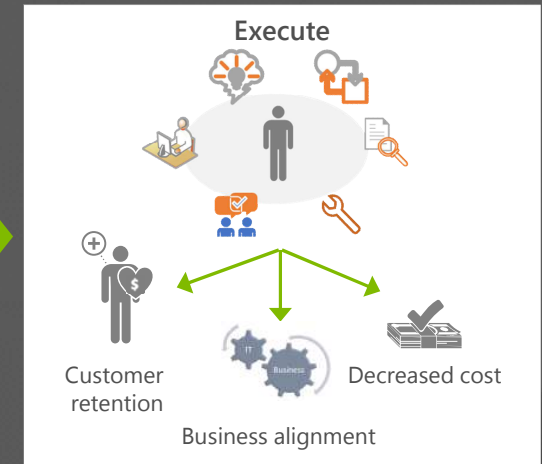 Execute
$
IT
Business
Customer
retention
Decreased cost
Business alignment